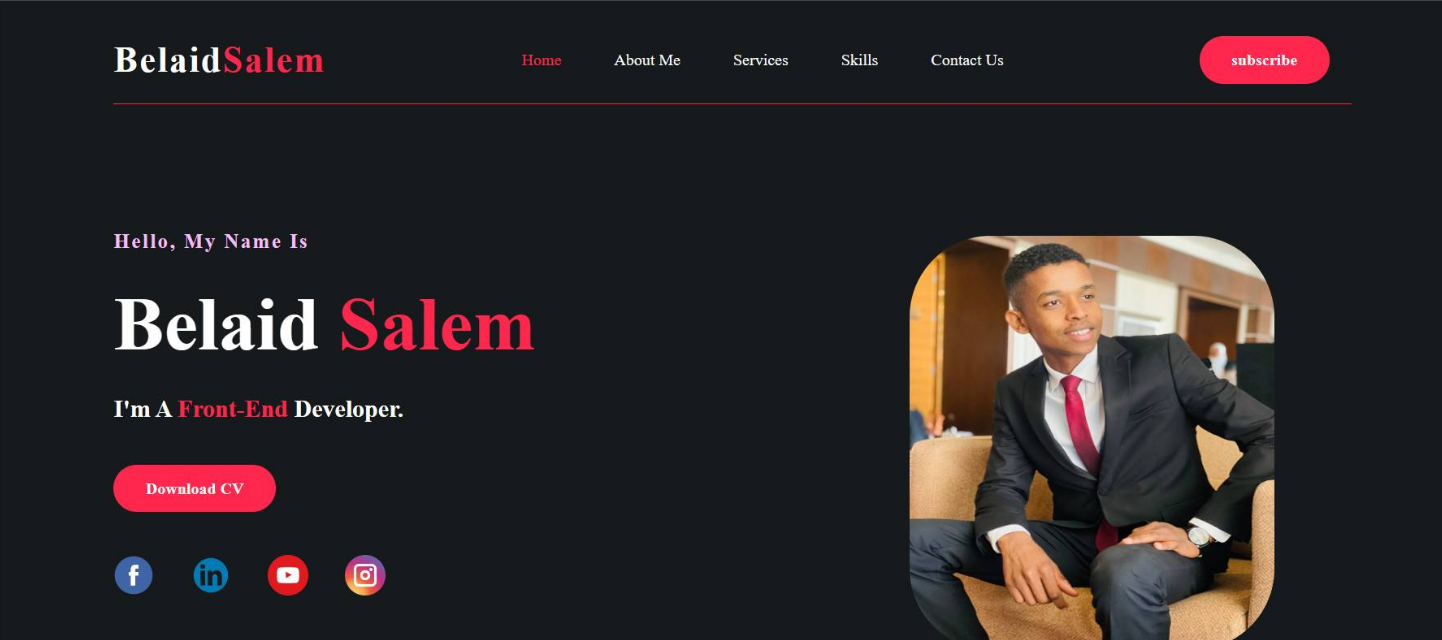 BelaidSalem
Home About Me Services Skills Contact Us
subscribe
Hello, My Name Is
Belaid Salem
I'm A Front-End Developer.
Download CV
f
in